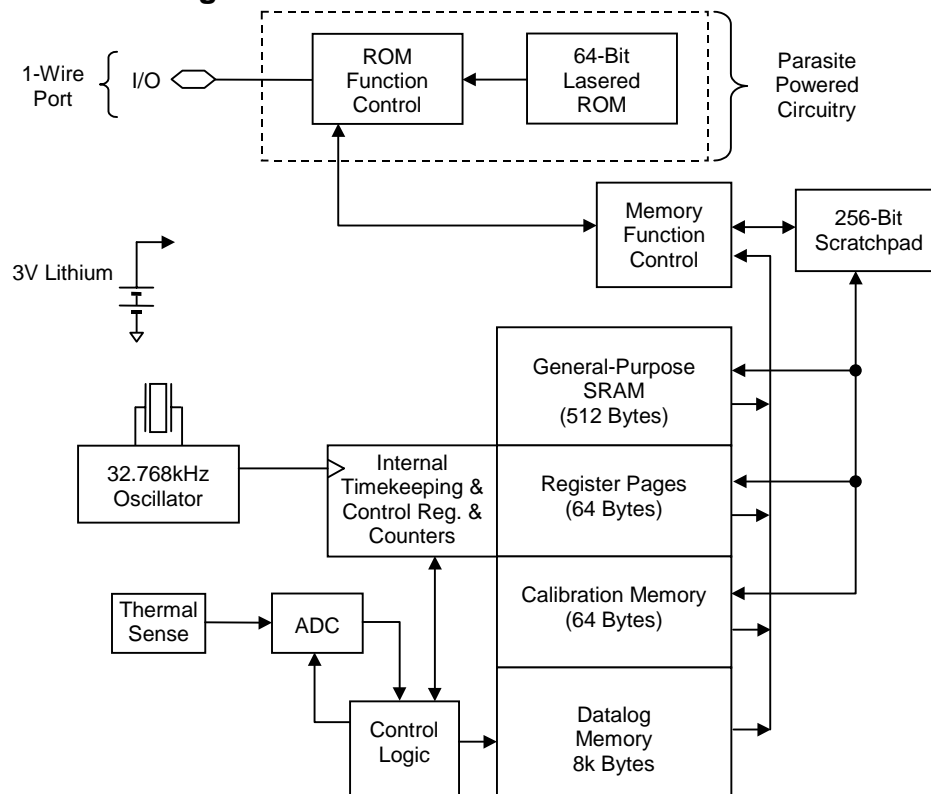 g
ROM
Function
Control
64-Bit
Lasered
ROM
1-Wire
Port
I/O
Parasite
Powered
Circuitry
Memory
Function
Control
256-Bit
Scratchpad
3V Lithium
General-Purpose
SRAM
(512 Bytes)
32.768kHz
Oscillator
Internal
Timekeeping &
Control Reg. &
Counters
Register Pages
(64 Bytes)
Calibration Memory
(64 Bytes)
Thermal
Sense
ADC
Control
Logic
Datalog
Memory
8k Bytes